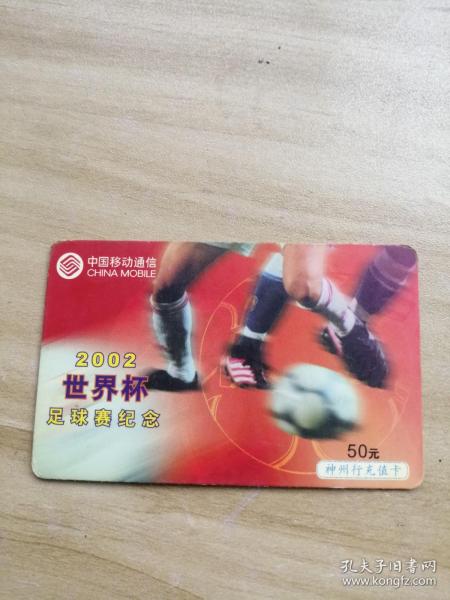 中国移动通信
CHINA MOBILE
2002
世界杯
足球赛纪念
50元
神州行充值卡
孔夫子旧书网
www.kongfz.com